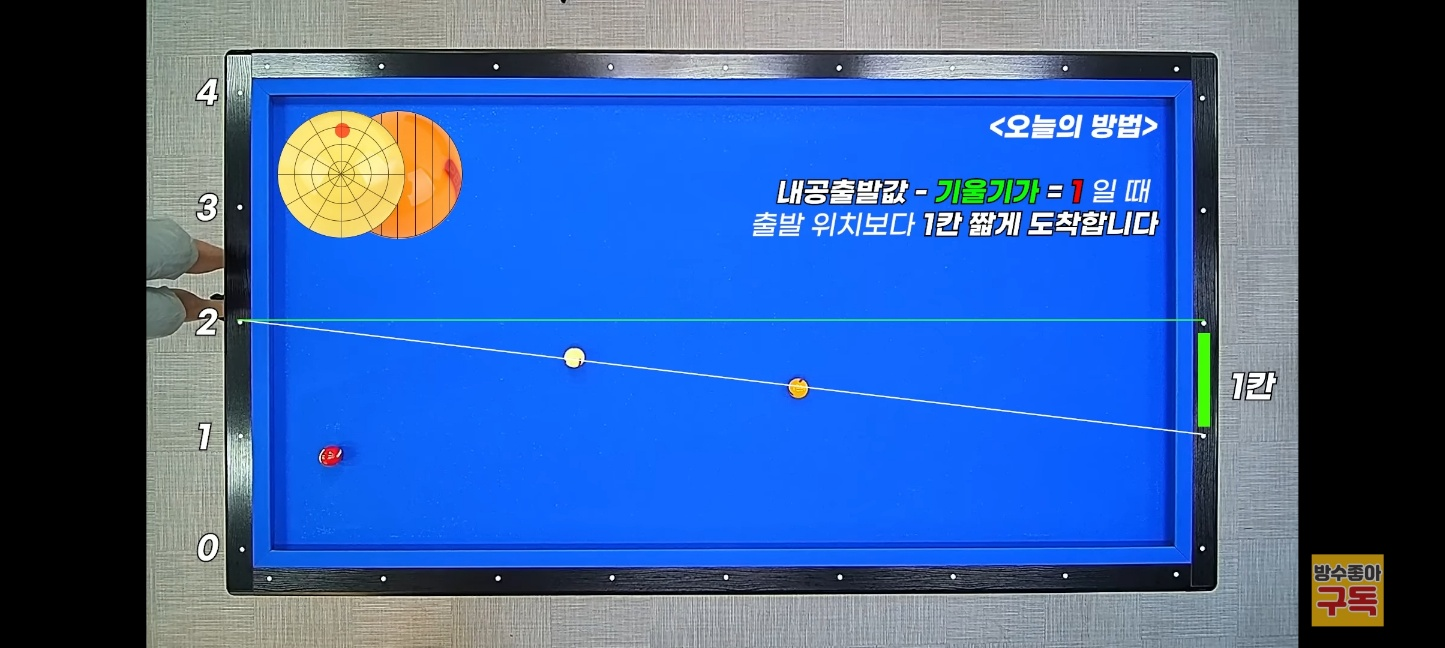 <오늘의 방법>
내공출발값 - 기울기가 = 1 일 때
출발 위치보다 1칸 짧게 도착합니다
4
3
2
1
0
1칸
방수좋아
구독